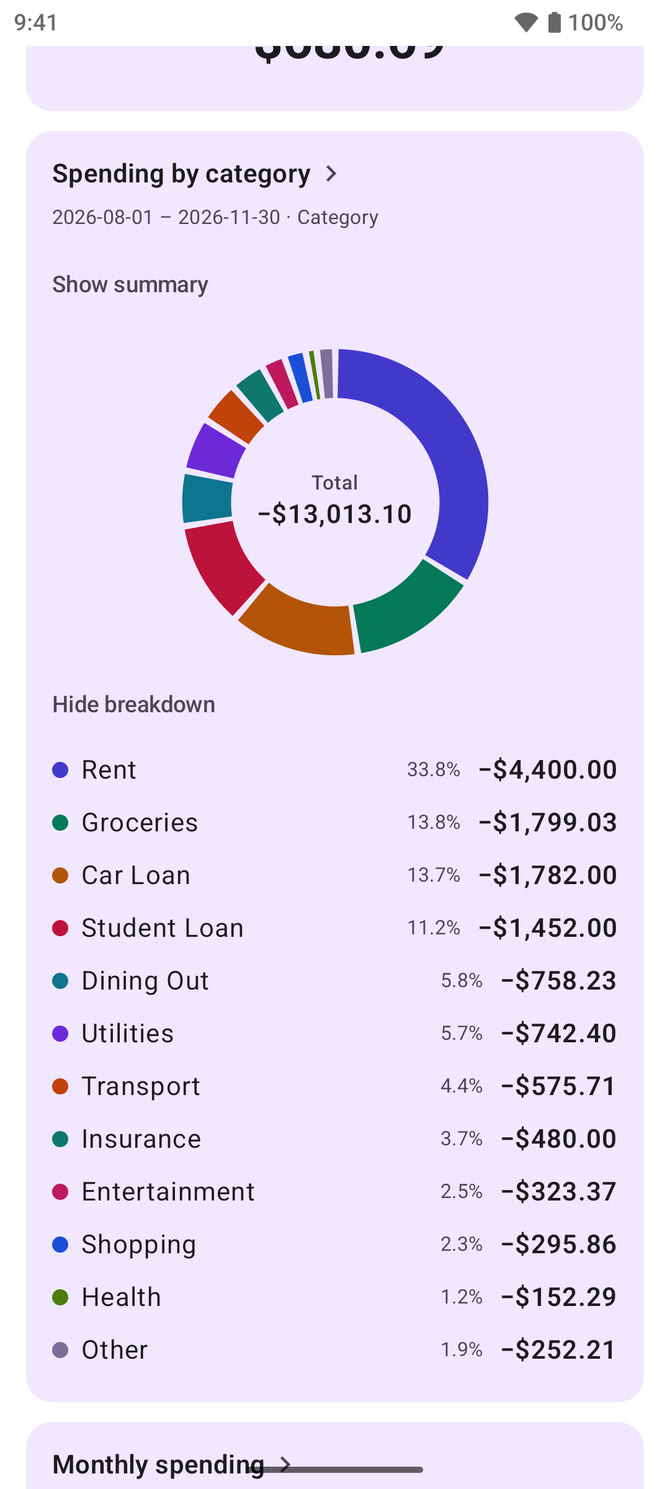 9:41
100%
Spending by category
2026-08-01 – 2026-11-30 · Category
Show summary
Total
−$13,013.10
Hide breakdown
Rent 33.8% −$4,400.00
Groceries 13.8% −$1,799.03
Car Loan 13.7% −$1,782.00
Student Loan 11.2% −$1,452.00
Dining Out 5.8% −$758.23
Utilities 5.7% −$742.40
Transport 4.4% −$575.71
Insurance 3.7% −$480.00
Entertainment 2.5% −$323.37
Shopping 2.3% −$295.86
Health 1.2% −$152.29
Other 1.9% −$252.21
Monthly spending